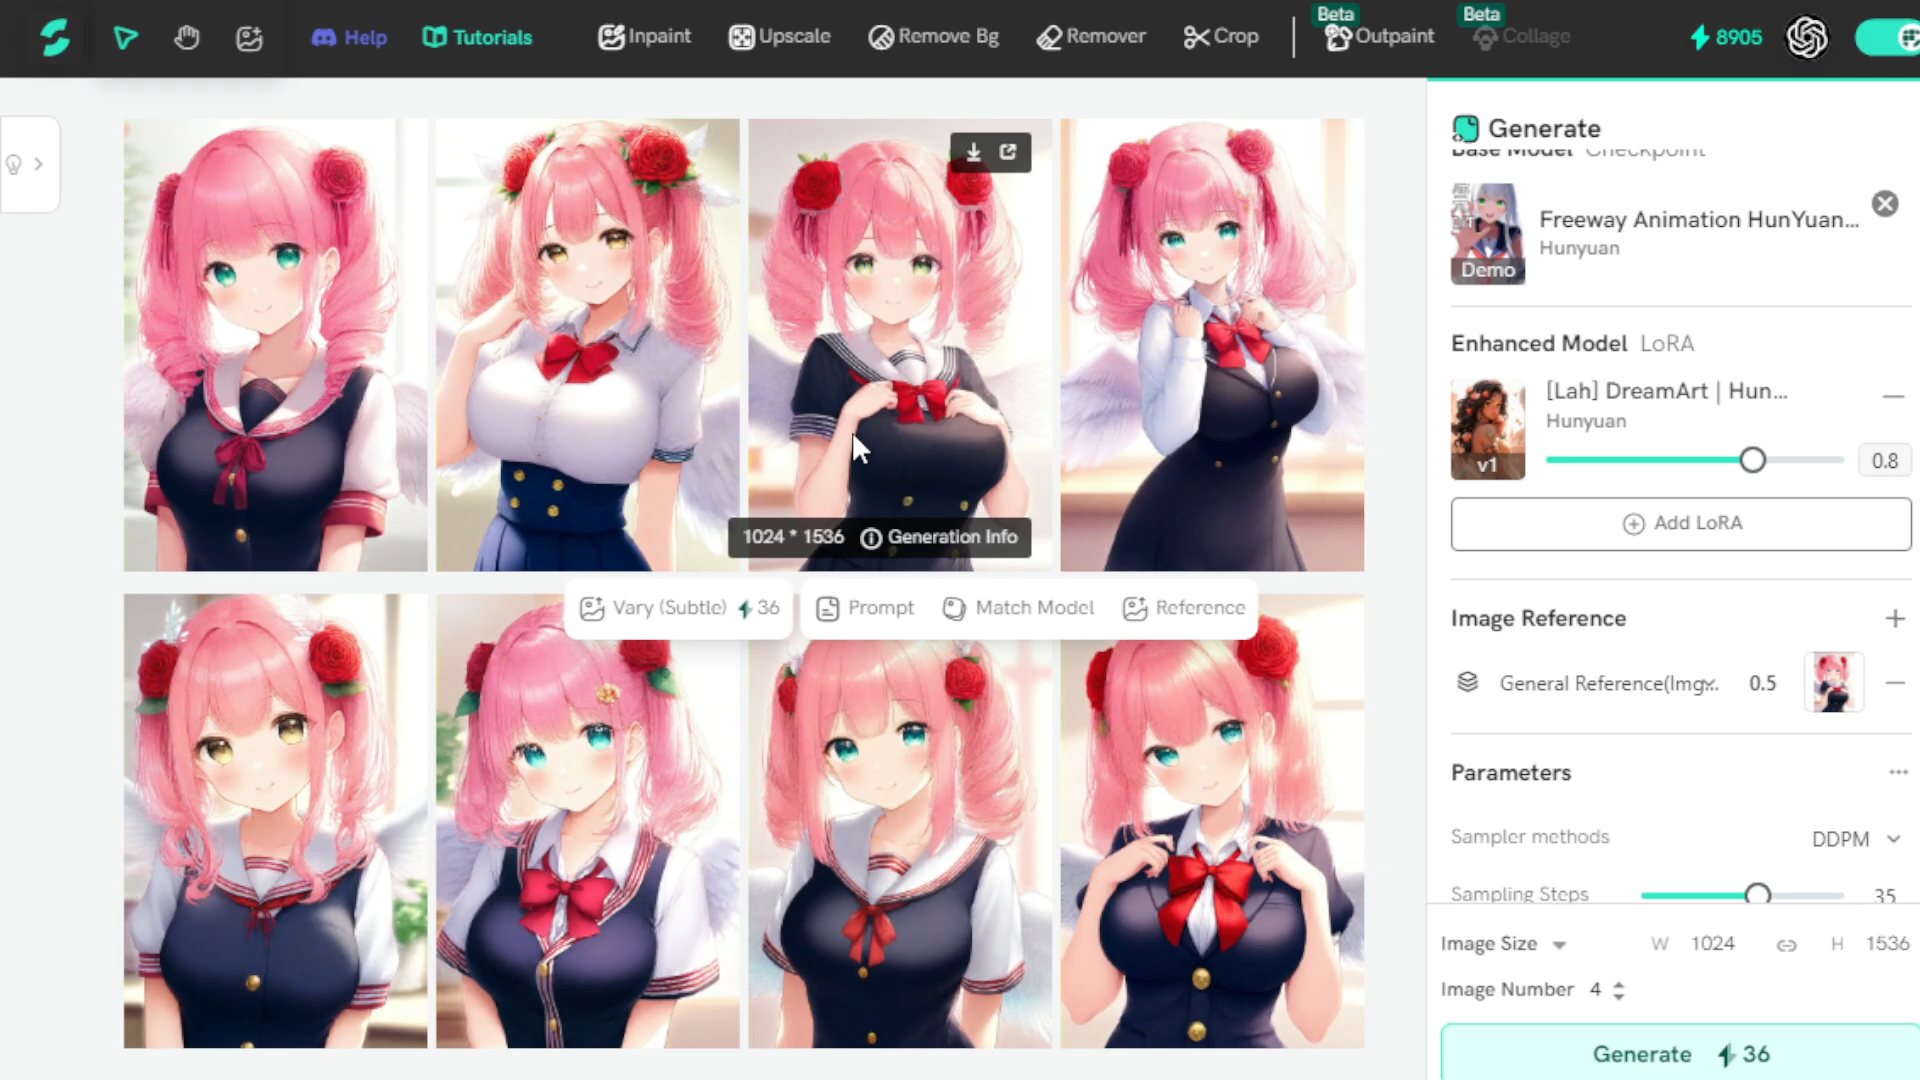 Help
Tutorials
Inpaint
Upscale
Remove Bg
Remover
Crop
Beta
Outpaint
Beta
Collage
8905
Generate
Base Model Checkpoint
Freeway Animation HunYuan...
Hunyuan
Demo
Enhanced Model LoRA
[Lah] DreamArt | Hun...
Hunyuan
v1
0.8
Add LoRA
1024 * 1536 Generation Info
Vary (Subtle) 36
Prompt
Match Model
Reference
Image Reference
General Reference(Img.. 0.5
Parameters
Sampler methods DDPM
Sampling Steps 35
Image Size W 1024 H 1536
Image Number 4
Generate 36